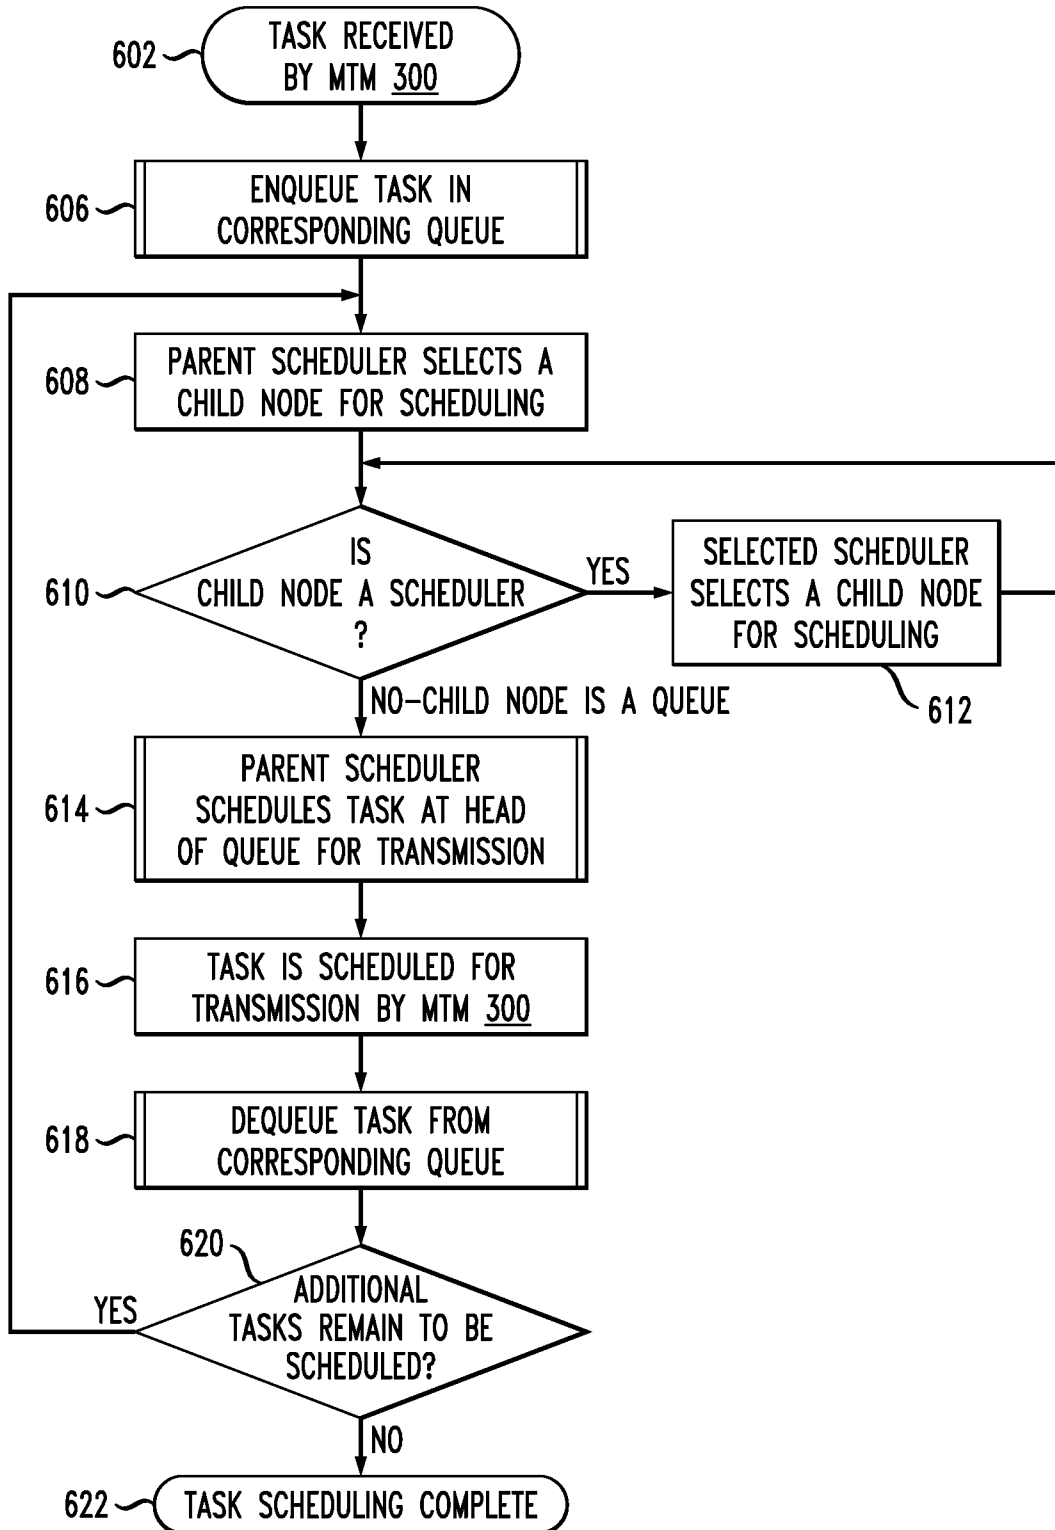 602
TASK RECEIVED
BY MTM 300
606
ENQUEUE TASK IN
CORRESPONDING QUEUE
608
PARENT SCHEDULER SELECTS A
CHILD NODE FOR SCHEDULING
610
IS
CHILD NODE A SCHEDULER
?
YES
SELECTED SCHEDULER
SELECTS A CHILD NODE
FOR SCHEDULING
612
NO-CHILD NODE IS A QUEUE
614
PARENT SCHEDULER
SCHEDULES TASK AT HEAD
OF QUEUE FOR TRANSMISSION
616
TASK IS SCHEDULED FOR
TRANSMISSION BY MTM 300
618
DEQUEUE TASK FROM
CORRESPONDING QUEUE
620
ADDITIONAL
TASKS REMAIN TO BE
SCHEDULED?
YES
NO
622
TASK SCHEDULING COMPLETE